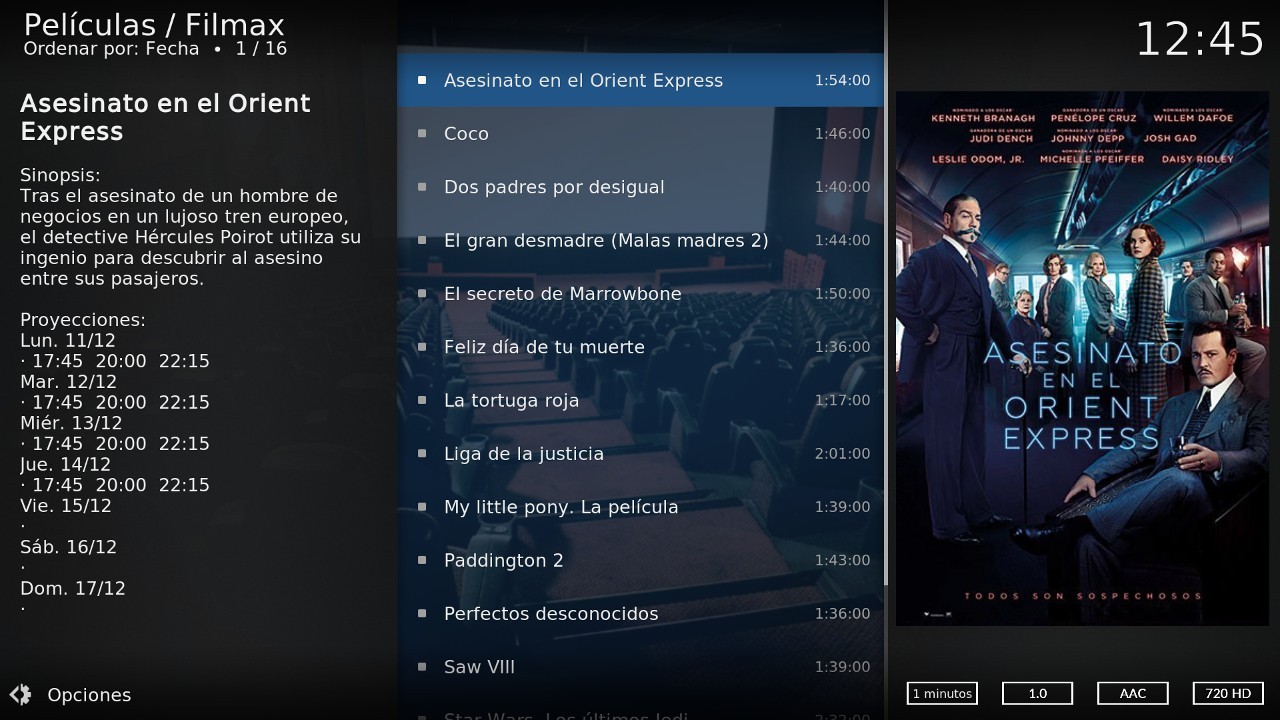 Películas / Filmax
Ordenar por: Fecha • 1 / 16
12:45
Asesinato en el Orient
Express
Sinopsis:
Tras el asesinato de un hombre de
negocios en un lujoso tren europeo,
el detective Hércules Poirot utiliza su
ingenio para descubrir al asesino
entre sus pasajeros.
Proyecciones:
Lun. 11/12
· 17:45 20:00 22:15
Mar. 12/12
· 17:45 20:00 22:15
Miér. 13/12
· 17:45 20:00 22:15
Jue. 14/12
· 17:45 20:00 22:15
Vie. 15/12
·
Sáb. 16/12
·
Dom. 17/12
·
Opciones
Asesinato en el Orient Express 1:54:00
Coco 1:46:00
Dos padres por desigual 1:40:00
El gran desmadre (Malas madres 2) 1:44:00
El secreto de Marrowbone 1:50:00
Feliz día de tu muerte 1:36:00
La tortuga roja 1:17:00
Liga de la justicia 2:01:00
My little pony. La película 1:39:00
Paddington 2 1:43:00
Perfectos desconocidos 1:36:00
Saw VIII 1:39:00
Star Wars. Los últimos Jedi 2:32:00
NOMINADO A LOS OSCAR GANADORA DE UN OSCAR NOMINADO A LOS OSCAR
KENNETH BRANAGH PENÉLOPE CRUZ WILLEM DAFOE
GANADORA DE UN OSCAR NOMINADO A LOS OSCAR
JUDI DENCH JOHNNY DEPP JOSH GAD
NOMINADA A LOS OSCAR
LESLIE ODOM, JR. MICHELLE PFEIFFER DAISY RIDLEY
ASESINATO
EN EL
ORIENT
EXPRESS
TODOS SON SOSPECHOSOS
1 minutos 1.0 AAC 720 HD